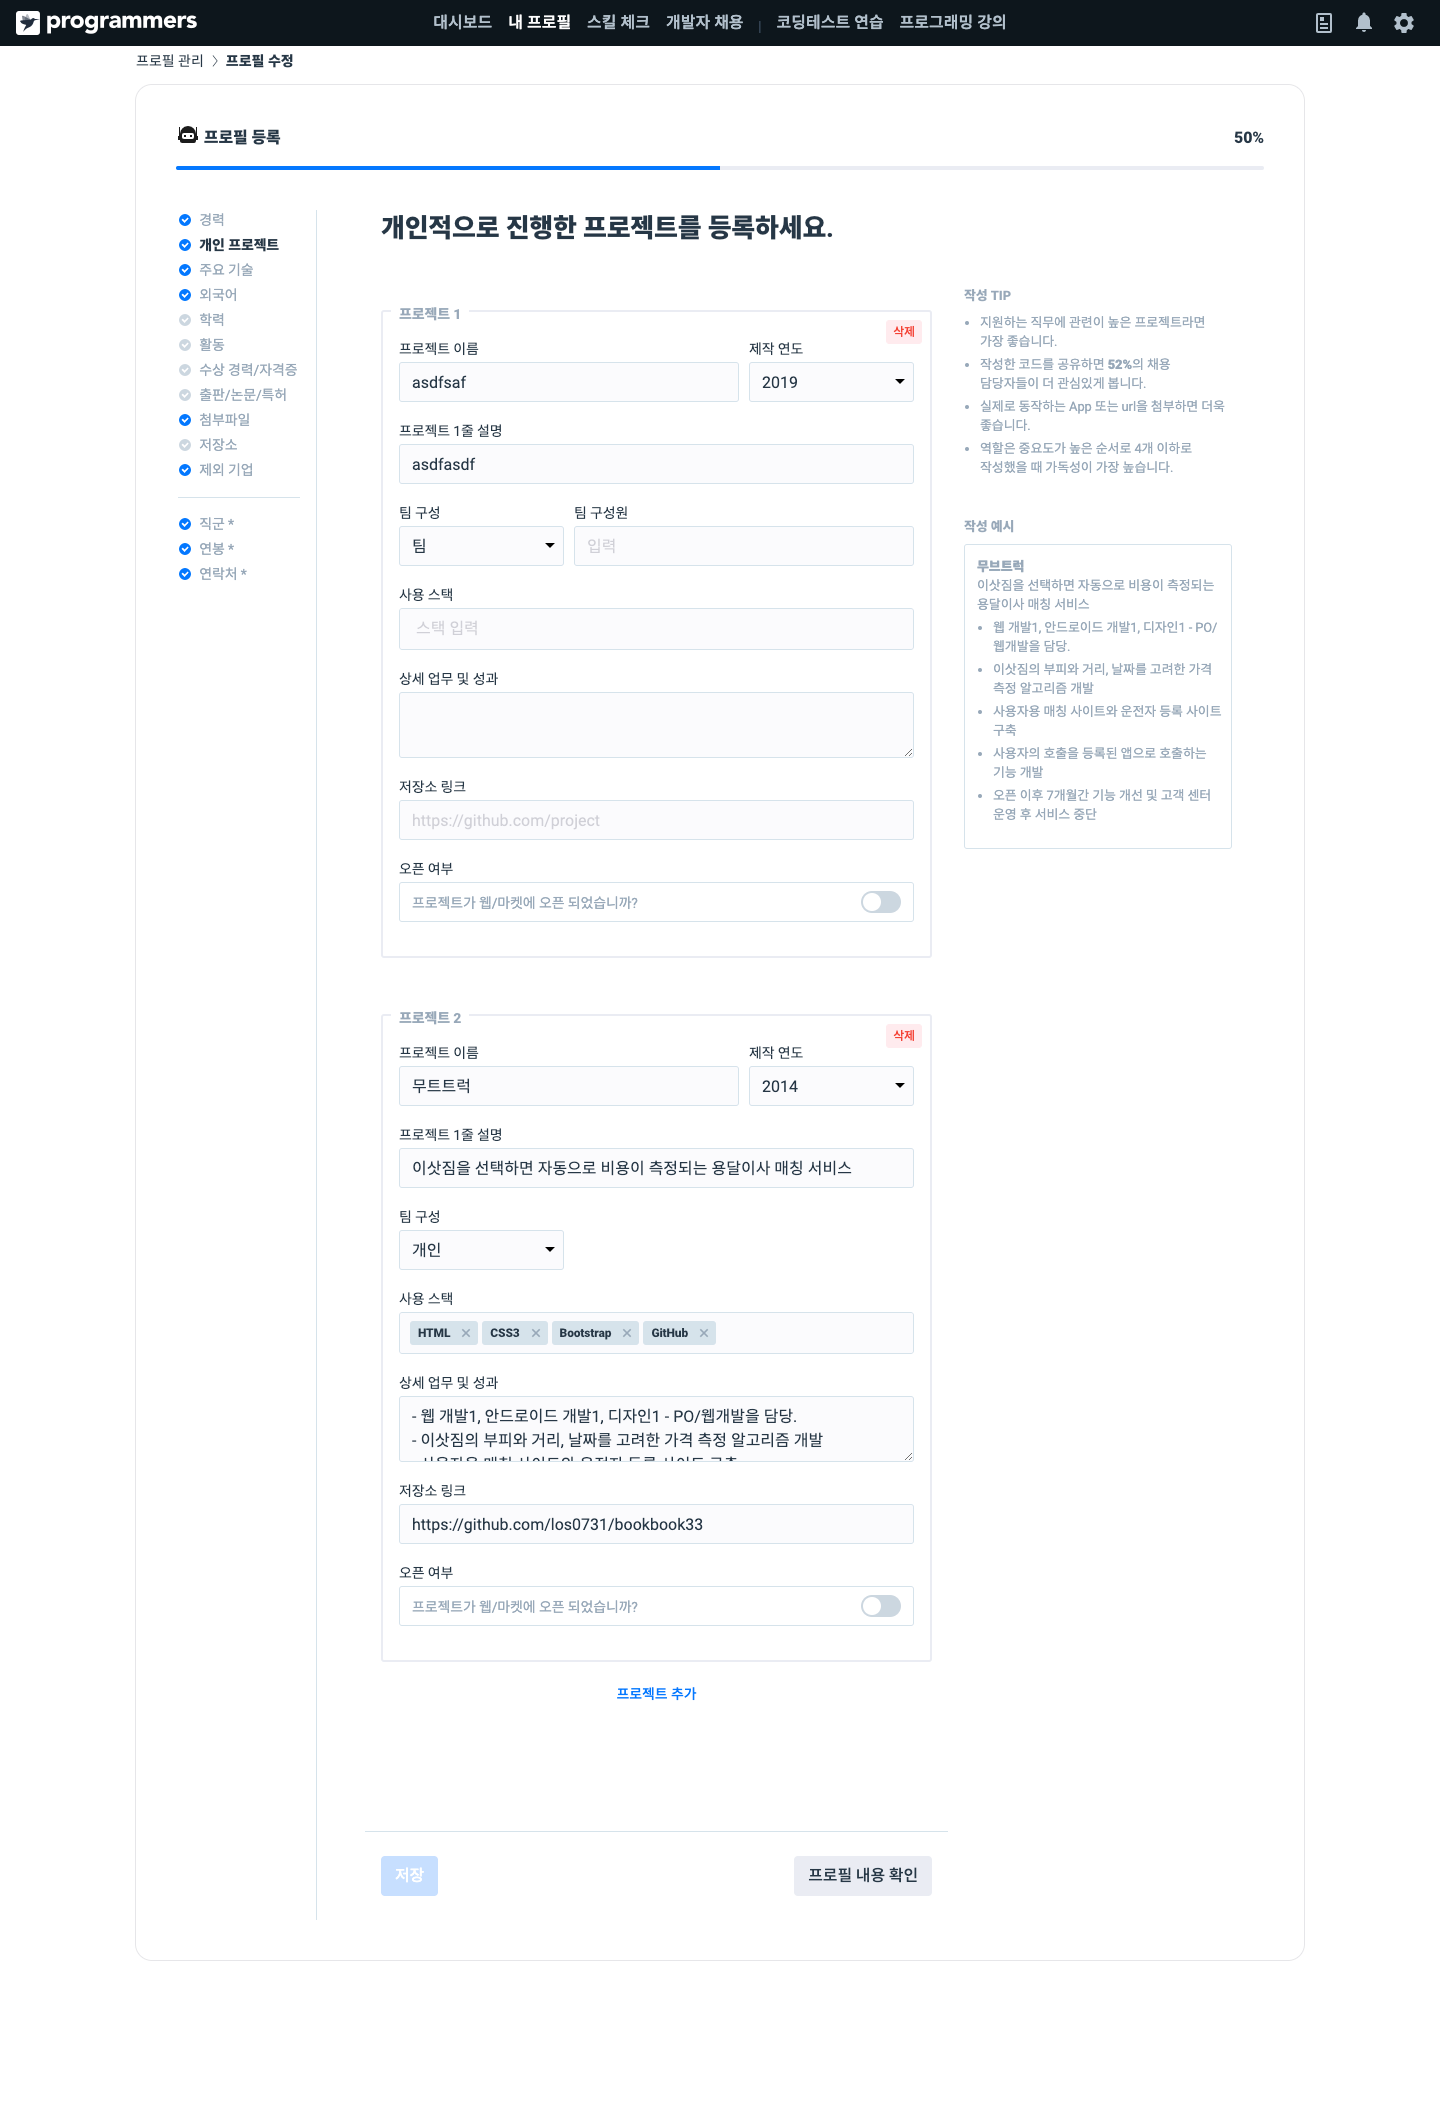 programmers
대시보드 내 프로필 스킬 체크 개발자 채용 | 코딩테스트 연습 프로그래밍 강의
프로필 관리 > 프로필 수정
프로필 등록
50%
경력
개인 프로젝트
주요 기술
외국어
학력
활동
수상 경력/자격증
출판/논문/특허
첨부파일
저장소
제외 기업
직군 *
연봉 *
연락처 *
개인적으로 진행한 프로젝트를 등록하세요.
프로젝트 1
삭제
프로젝트 이름
제작 연도
asdfsaf
2019
프로젝트 1줄 설명
asdfasdf
팀 구성
팀 구성원
팀
입력
사용 스택
스택 입력
상세 업무 및 성과
저장소 링크
https://github.com/project
오픈 여부
프로젝트가 웹/마켓에 오픈 되었습니까?
프로젝트 2
삭제
프로젝트 이름
제작 연도
무트트럭
2014
프로젝트 1줄 설명
이삿짐을 선택하면 자동으로 비용이 측정되는 용달이사 매칭 서비스
팀 구성
개인
사용 스택
HTML × CSS3 × Bootstrap × GitHub ×
상세 업무 및 성과
- 웹 개발1, 안드로이드 개발1, 디자인1 - PO/웹개발을 담당.
- 이삿짐의 부피와 거리, 날짜를 고려한 가격 측정 알고리즘 개발
- 사용자용 매칭 사이트와 운전자 등록 사이트 구축
저장소 링크
https://github.com/los0731/bookbook33
오픈 여부
프로젝트가 웹/마켓에 오픈 되었습니까?
프로젝트 추가
저장
프로필 내용 확인
작성 TIP
• 지원하는 직무에 관련이 높은 프로젝트라면
가장 좋습니다.
• 작성한 코드를 공유하면 52%의 채용
담당자들이 더 관심있게 봅니다.
• 실제로 동작하는 App 또는 url을 첨부하면 더욱
좋습니다.
• 역할은 중요도가 높은 순서로 4개 이하로
작성했을 때 가독성이 가장 높습니다.
작성 예시
무브트럭
이삿짐을 선택하면 자동으로 비용이 측정되는
용달이사 매칭 서비스
• 웹 개발1, 안드로이드 개발1, 디자인1 - PO/
웹개발을 담당.
• 이삿짐의 부피와 거리, 날짜를 고려한 가격
측정 알고리즘 개발
• 사용자용 매칭 사이트와 운전자 등록 사이트
구축
• 사용자의 호출을 등록된 앱으로 호출하는
기능 개발
• 오픈 이후 7개월간 기능 개선 및 고객 센터
운영 후 서비스 중단